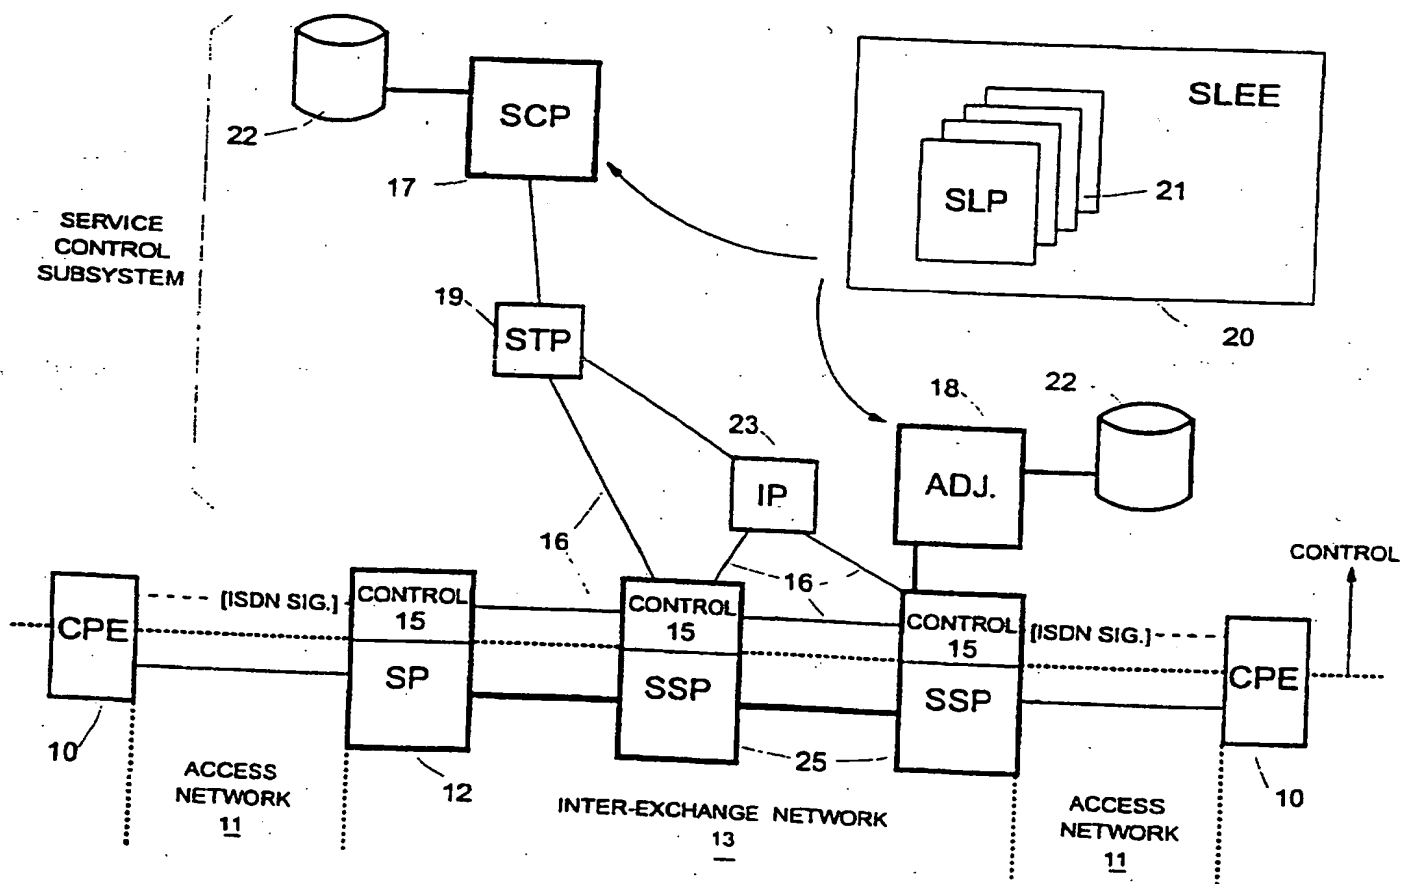 SCP
22
17
SLEE
SLP
21
20
SERVICE
CONTROL
SUBSYSTEM
19
STP
18
22
23
IP
ADJ.
16
16
CONTROL
CPE
[ISDN SIG.]
CONTROL
15
SP
CONTROL
15
SSP
CONTROL
15
SSP
[ISDN SIG.]
CPE
10
12
25
10
ACCESS
NETWORK
11
INTER-EXCHANGE NETWORK
13
ACCESS
NETWORK
11